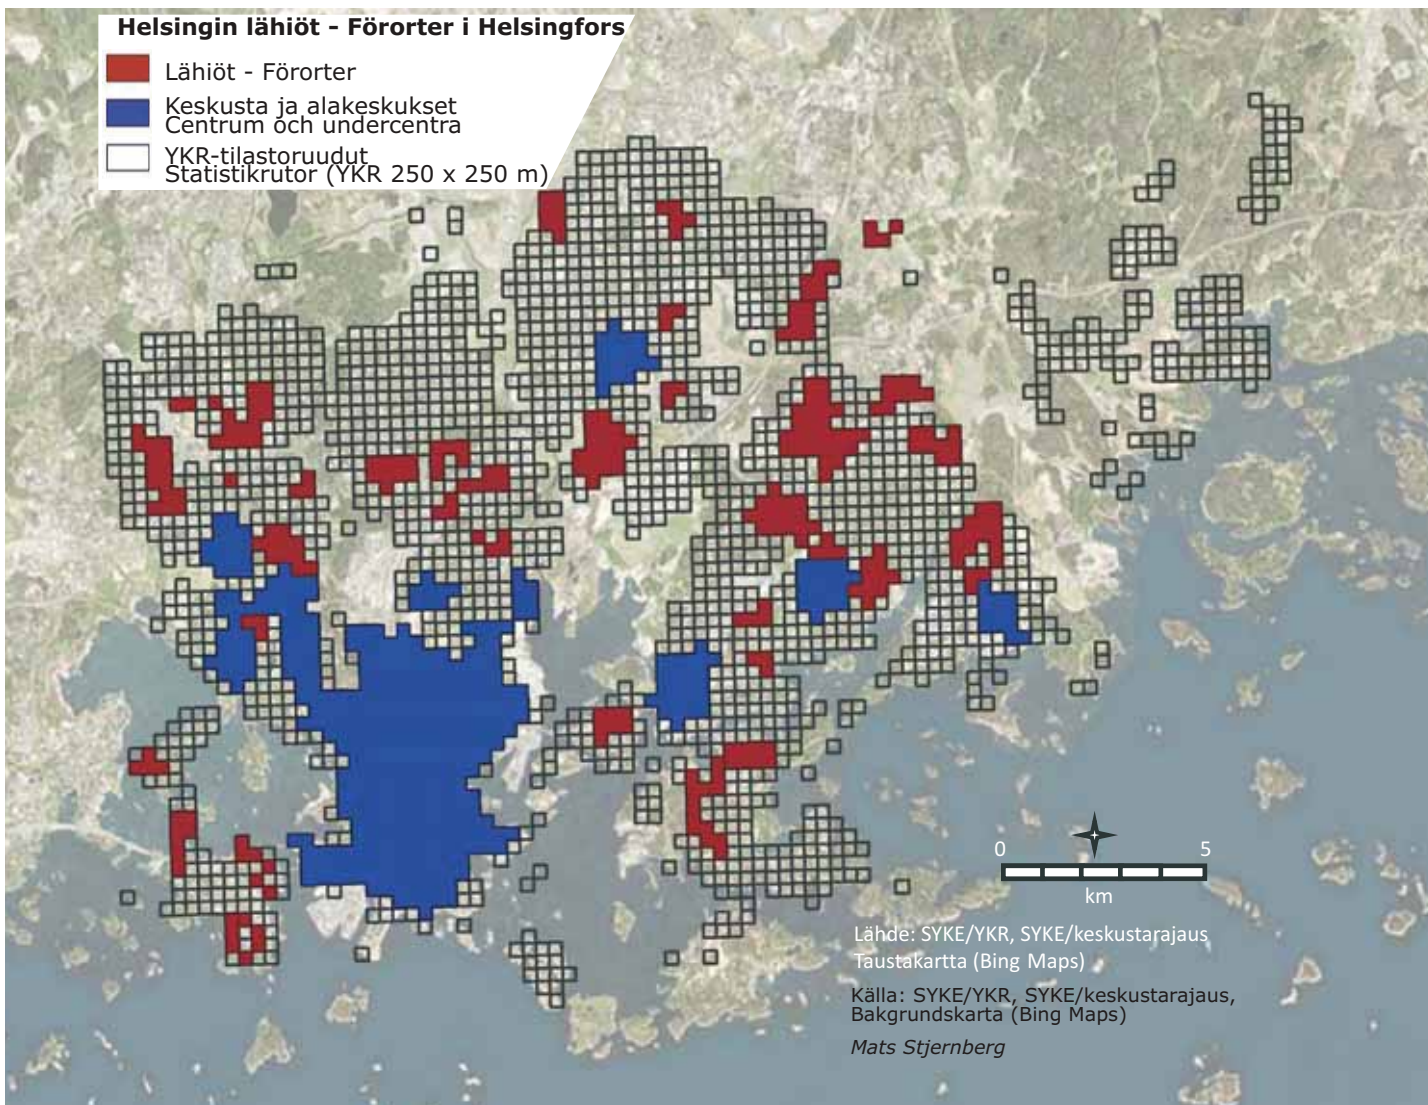 Helsingin lähiöt - Förorter i Helsingfors
Lähiöt - Förorter
Keskusta ja alakeskukset
Centrum och undercentra
YKR-tilastoruudut
Statistikrutor (YKR 250 x 250 m)
0 5
km
Lähde: SYKE/YKR, SYKE/keskustarajaus
Taustakartta (Bing Maps)
Källa: SYKE/YKR, SYKE/keskustarajaus,
Bakgrundskarta (Bing Maps)
Mats Stjernberg